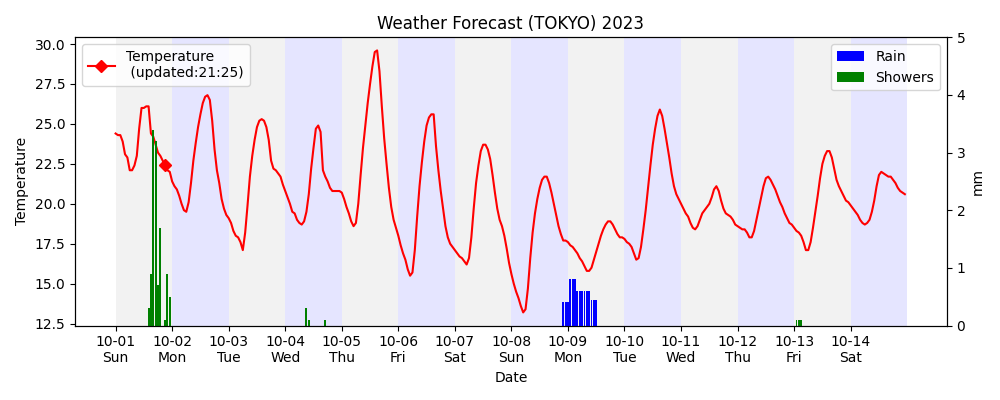 Weather Forecast (TOKYO) 2023
Temperature
(updated:21:25)
Rain
Showers
30.0
27.5
25.0
22.5
20.0
17.5
15.0
12.5
Temperature
5
4
3
2
1
0
mm
10-01 10-02 10-03 10-04 10-05 10-06 10-07 10-08 10-09 10-10 10-11 10-12 10-13 10-14
Sun Mon Tue Wed Thu Fri Sat Sun Mon Tue Wed Thu Fri Sat
Date